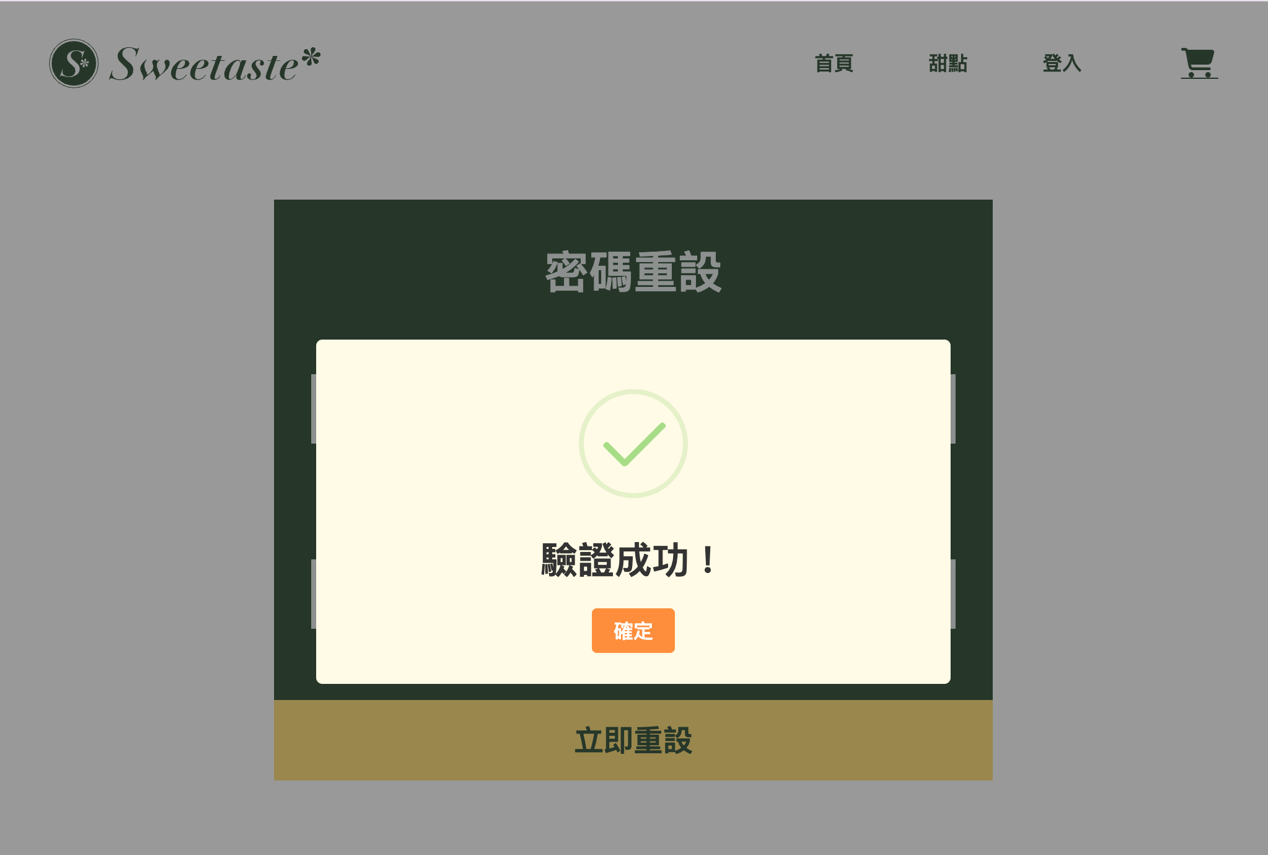 S* Sweetaste*
首頁 甜點 登入
密碼重設
驗證成功！
確定
立即重設